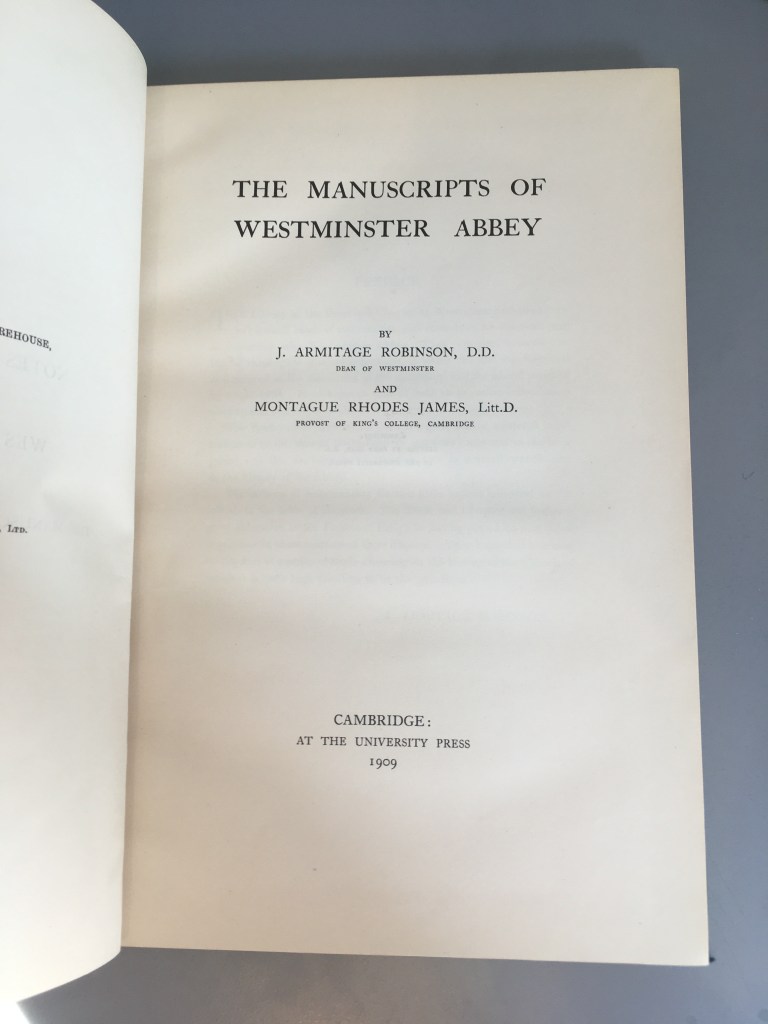 REHOUSE,
LTD.
THE MANUSCRIPTS OF
WESTMINSTER ABBEY
BY
J. ARMITAGE ROBINSON, D.D.
DEAN OF WESTMINSTER
AND
MONTAGUE RHODES JAMES, Litt.D.
PROVOST OF KING'S COLLEGE, CAMBRIDGE
CAMBRIDGE:
AT THE UNIVERSITY PRESS
1909